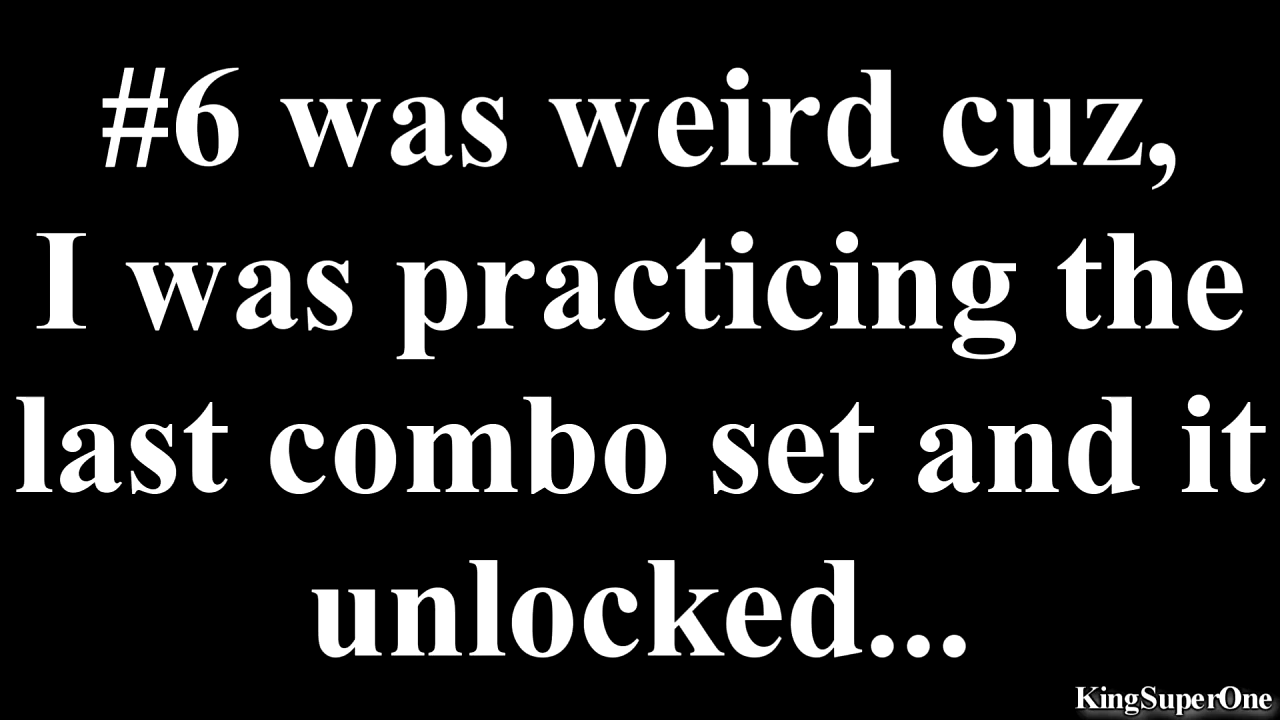 #6 was weird cuz,
I was practicing the
last combo set and it
unlocked...
KingSuperOne